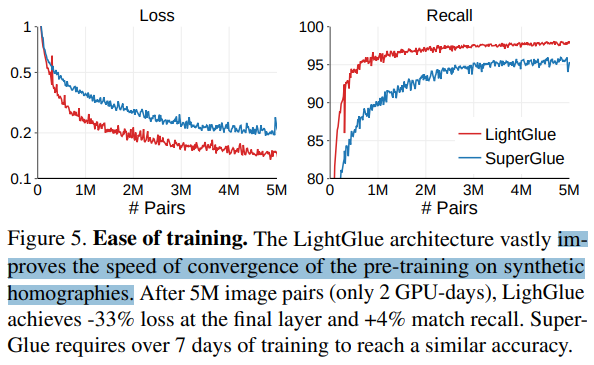 Loss
1
0.5
0.2
0.1
0 1M 2M 3M 4M 5M
# Pairs
Recall
100
95
90
85
80
LightGlue
SuperGlue
0 1M 2M 3M 4M 5M
# Pairs
Figure 5. Ease of training. The LightGlue architecture vastly im-
proves the speed of convergence of the pre-training on synthetic
homographies. After 5M image pairs (only 2 GPU-days), LighGlue
achieves -33% loss at the final layer and +4% match recall. Super-
Glue requires over 7 days of training to reach a similar accuracy.